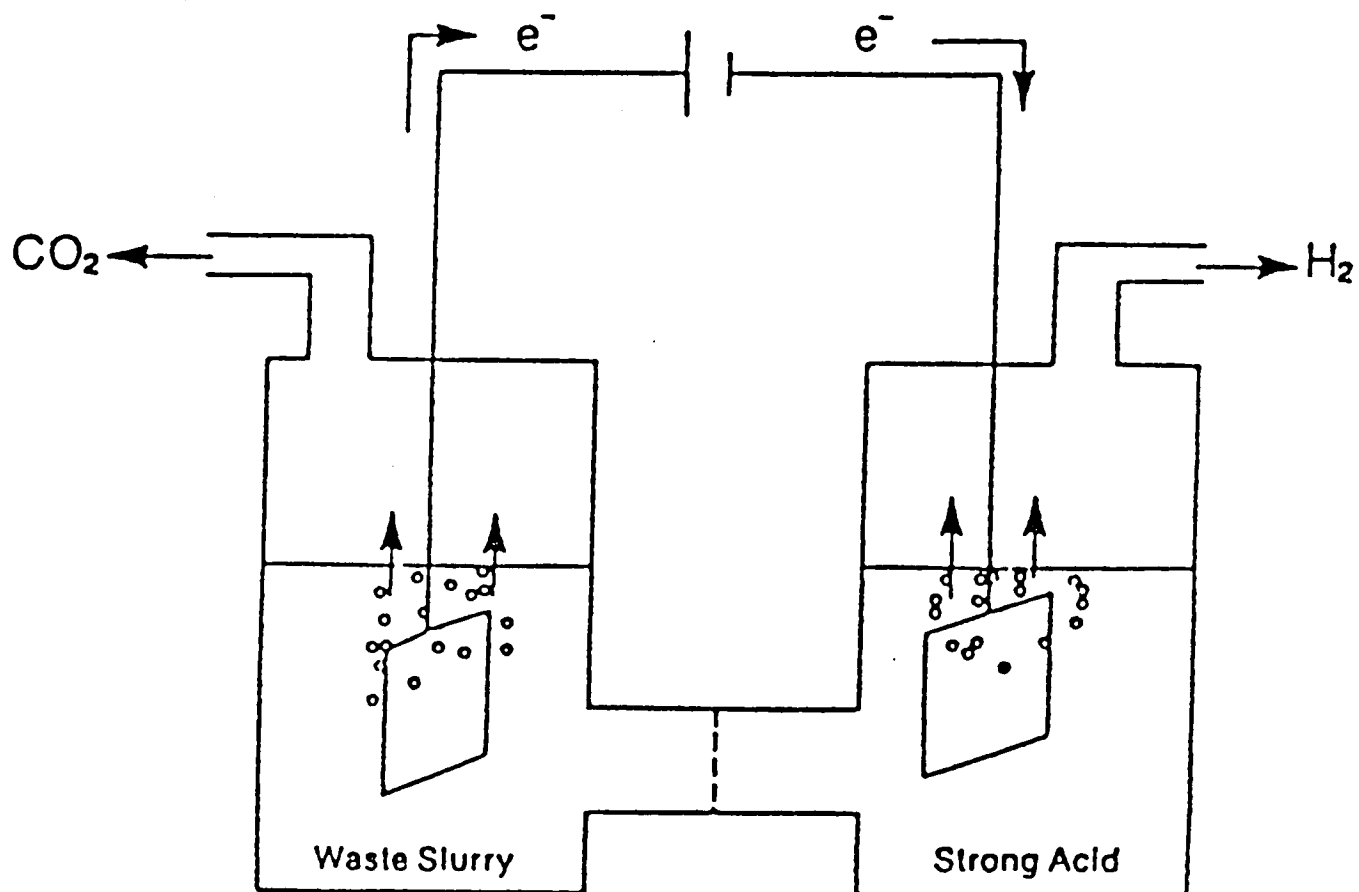 e⁻ e⁻
CO₂ H₂
Waste Slurry Strong Acid